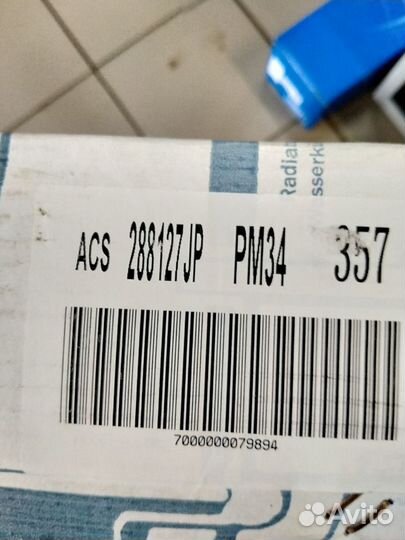 Radia
sserk
ACS 288127JP PM34 357
7000000079894
Avito